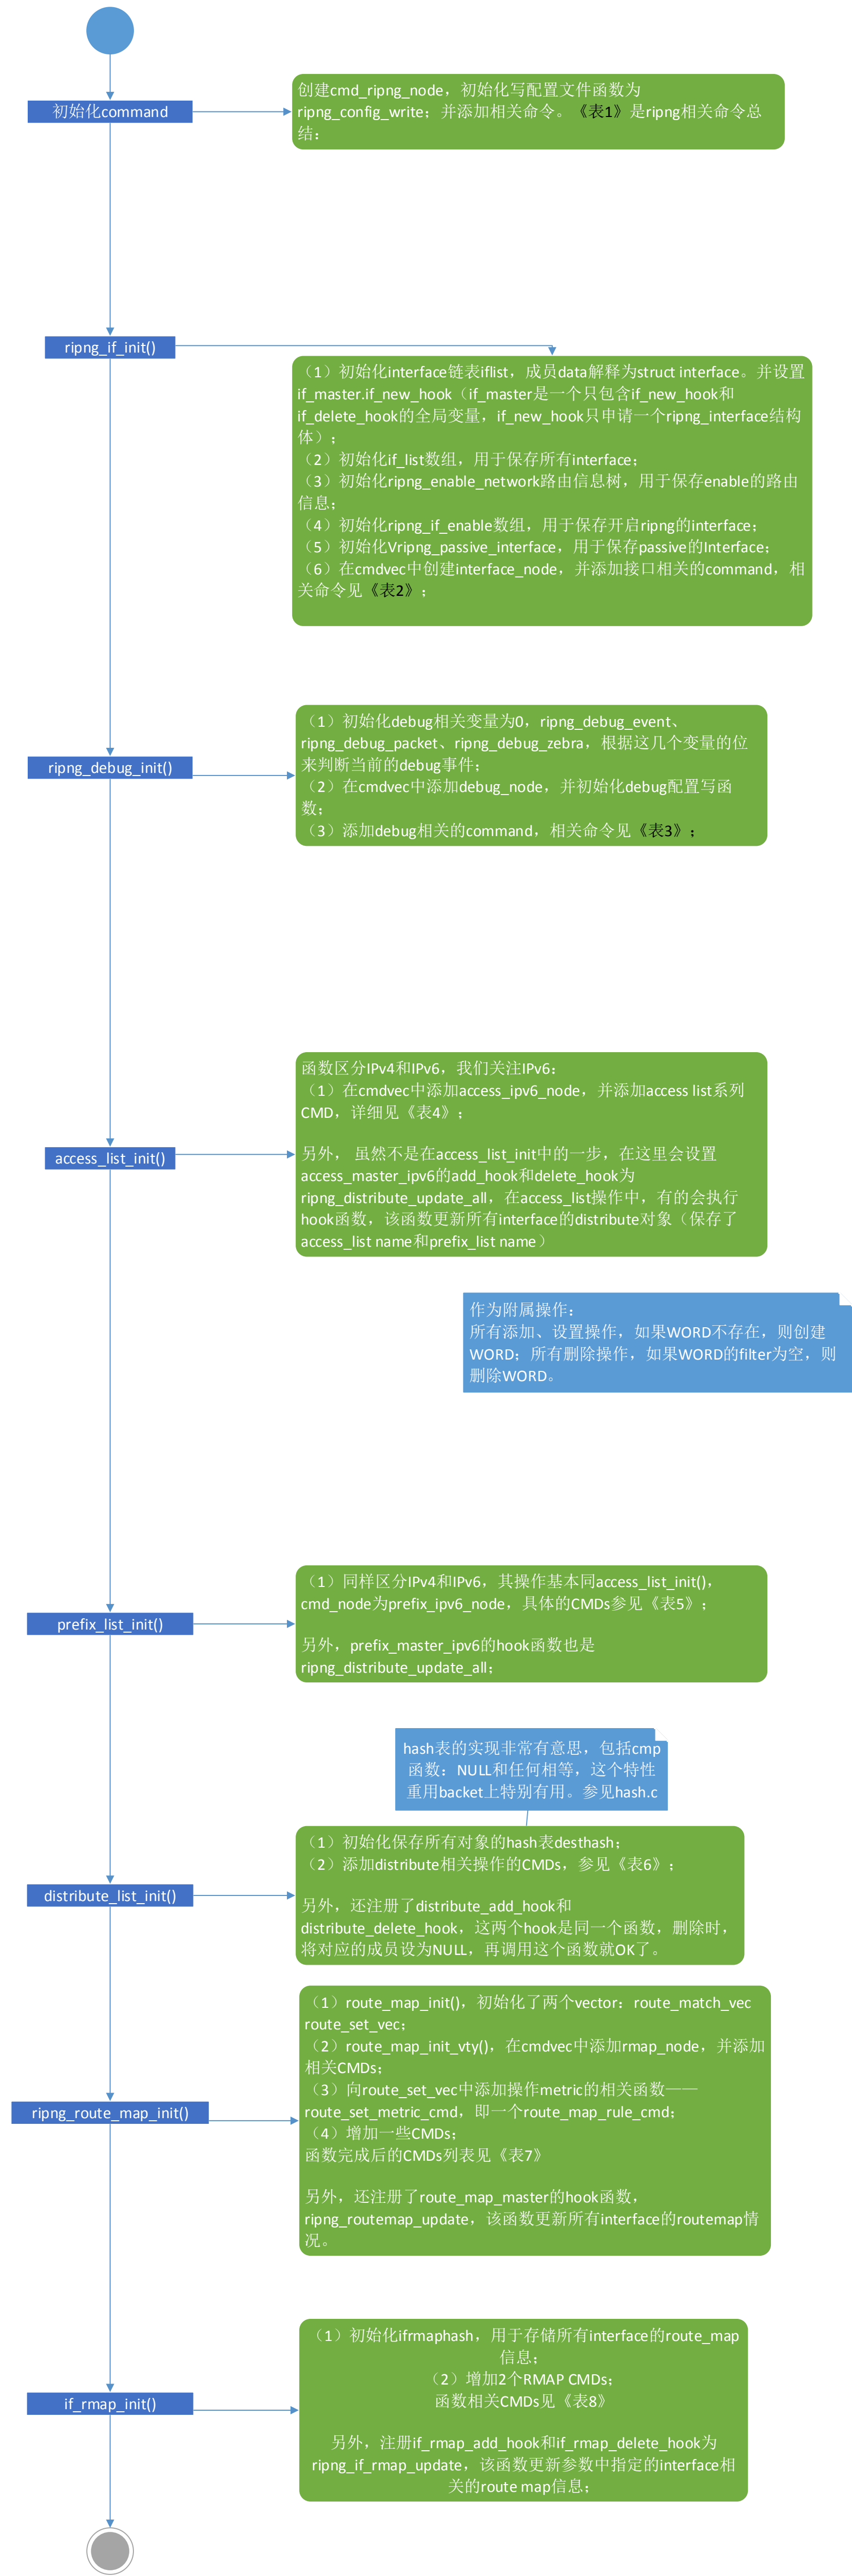 初始化command
创建cmd_ripng_node，初始化写配置文件函数为
ripng_config_write；并添加相关命令。《表1》是ripng相关命令总
结：
ripng_if_init()
（1）初始化interface链表iflist，成员data解释为struct interface。并设置
if_master.if_new_hook（if_master是一个只包含if_new_hook和
if_delete_hook的全局变量，if_new_hook只申请一个ripng_interface结构
体）；
（2）初始化if_list数组，用于保存所有interface；
（3）初始化ripng_enable_network路由信息树，用于保存enable的路由
信息；
（4）初始化ripng_if_enable数组，用于保存开启ripng的interface；
（5）初始化Vripng_passive_interface，用于保存passive的Interface；
（6）在cmdvec中创建interface_node，并添加接口相关的command，相
关命令见《表2》；
ripng_debug_init()
（1）初始化debug相关变量为0，ripng_debug_event、
ripng_debug_packet、ripng_debug_zebra，根据这几个变量的位
来判断当前的debug事件；
（2）在cmdvec中添加debug_node，并初始化debug配置写函
数；
（3）添加debug相关的command，相关命令见《表3》；
access_list_init()
函数区分IPv4和IPv6，我们关注IPv6：
（1）在cmdvec中添加access_ipv6_node，并添加access list系列
CMD，详细见《表4》；
另外， 虽然不是在access_list_init中的一步，在这里会设置
access_master_ipv6的add_hook和delete_hook为
ripng_distribute_update_all，在access_list操作中，有的会执行
hook函数，该函数更新所有interface的distribute对象（保存了
access_list name和prefix_list name）
作为附属操作：
所有添加、设置操作，如果WORD不存在，则创建
WORD；所有删除操作，如果WORD的filter为空，则
删除WORD。
prefix_list_init()
（1）同样区分IPv4和IPv6，其操作基本同access_list_init()，
cmd_node为prefix_ipv6_node，具体的CMDs参见《表5》；
另外，prefix_master_ipv6的hook函数也是
ripng_distribute_update_all；
hash表的实现非常有意思，包括cmp
函数：NULL和任何相等，这个特性
重用backet上特别有用。参见hash.c
distribute_list_init()
（1）初始化保存所有对象的hash表desthash；
（2）添加distribute相关操作的CMDs，参见《表6》；
另外，还注册了distribute_add_hook和
distribute_delete_hook，这两个hook是同一个函数，删除时，
将对应的成员设为NULL，再调用这个函数就OK了。
ripng_route_map_init()
（1）route_map_init()，初始化了两个vector：route_match_vec
route_set_vec；
（2）route_map_init_vty()，在cmdvec中添加rmap_node，并添加
相关CMDs；
（3）向route_set_vec中添加操作metric的相关函数——
route_set_metric_cmd，即一个route_map_rule_cmd；
（4）增加一些CMDs；
函数完成后的CMDs列表见《表7》
另外，还注册了route_map_master的hook函数，
ripng_routemap_update，该函数更新所有interface的routemap情
况。
if_rmap_init()
（1）初始化ifrmaphash，用于存储所有interface的route_map
信息；
（2）增加2个RMAP CMDs；
函数相关CMDs见《表8》
另外，注册if_rmap_add_hook和if_rmap_delete_hook为
ripng_if_rmap_update，该函数更新参数中指定的interface相
关的route map信息；